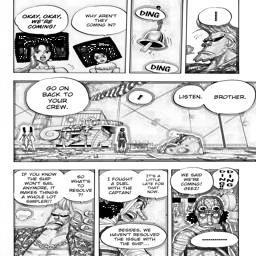 OKAY, OKAY,
WE'RE
COMING!
WHY AREN'T
THEY
COMING IN?
DING
DING
!
GO ON
BACK TO
YOUR
CREW.
!
LISTEN.
BROTHER.
IF YOU KNOW
THE SHIP
WON'T SAIL
ANYMORE, IT
MAKES THINGS
A WHOLE LOT
SIMPLER!!
SO
WHAT'S
TO
RESOLVE
?!
I FOUGHT A
DUEL WITH
THE CAPTAIN!
IT'S A
LITTLE
LATE FOR
THAT
NOW.
BESIDES, WE
HAVEN'T RESOLVED
THE ISSUE WITH
THE SHIP...
WE SAID
WE'RE
COMING!
GEEZ!